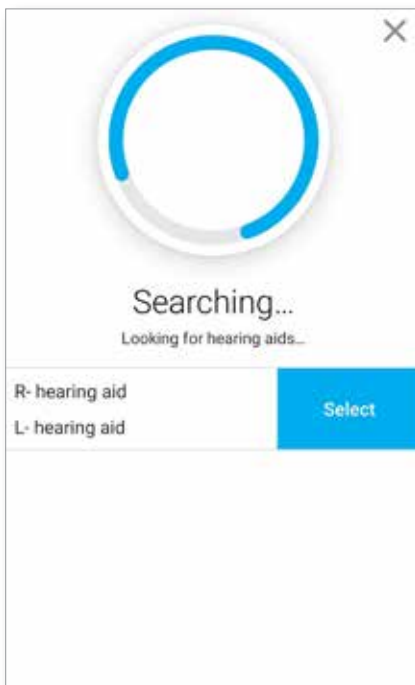 Searching...
Looking for hearing aids...
R- hearing aid
L- hearing aid
Select